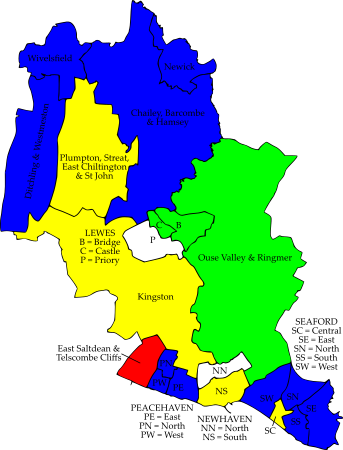 Wivelsfield
Newick
Chailey, Barcombe
& Hamsey
Ditchling & Westmeston
Plumpton, Streat,
East Chiltington
& St John
LEWES
B = Bridge
C = Castle
P = Priory
C
B
P
Ouse Valley & Ringmer
Kingston
East Saltdean &
Telscombe Cliffs
PN
PW
PE
PEACEHAVEN
PE = East
PN = North
PW = West
NN
NS
NEWHAVEN
NN = North
NS = South
SEAFORD
SC = Central
SE = East
SN = North
SS = South
SW = West
SW
SN
SE
SS
SC